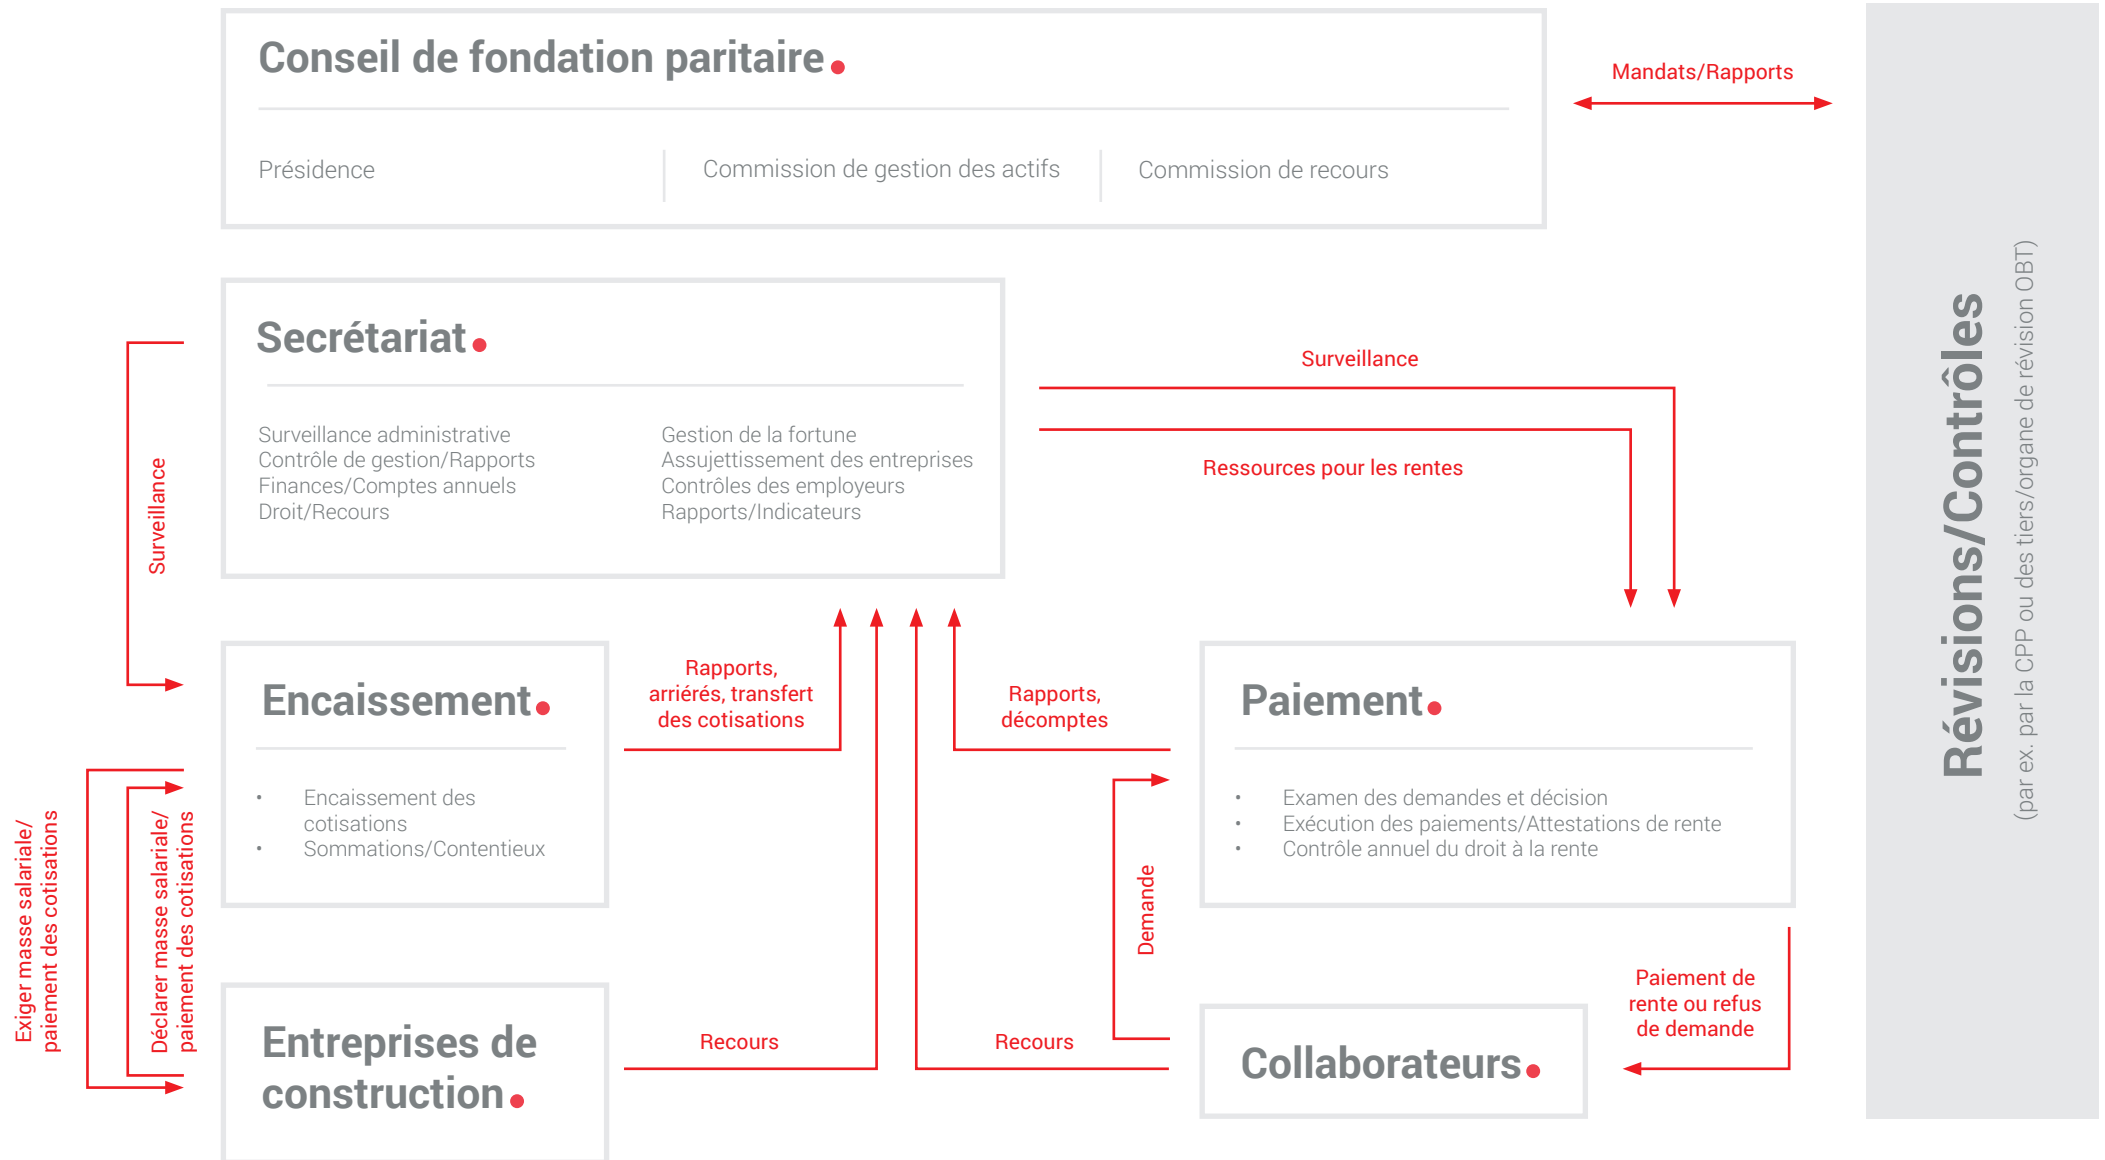 Conseil de fondation paritaire
Présidence
Commission de gestion des actifs
Commission de recours
Mandats/Rapports
Révisions/Contrôles
(par ex. par la CPP ou des tiers/organe de révision OBT)
Secrétariat
Surveillance administrative
Contrôle de gestion/Rapports
Finances/Comptes annuels
Droit/Recours
Gestion de la fortune
Assujettissement des entreprises
Contrôles des employeurs
Rapports/Indicateurs
Surveillance
Surveillance
Ressources pour les rentes
Encaissement
• Encaissement des
cotisations
• Sommations/Contentieux
Rapports,
arriérés, transfert
des cotisations
Rapports,
décomptes
Paiement
• Examen des demandes et décision
• Exécution des paiements/Attestations de rente
• Contrôle annuel du droit à la rente
Exiger masse salariale/
paiement des cotisations
Déclarer masse salariale/
paiement des cotisations
Demande
Entreprises de
construction
Recours
Recours
Collaborateurs
Paiement de
rente ou refus
de demande